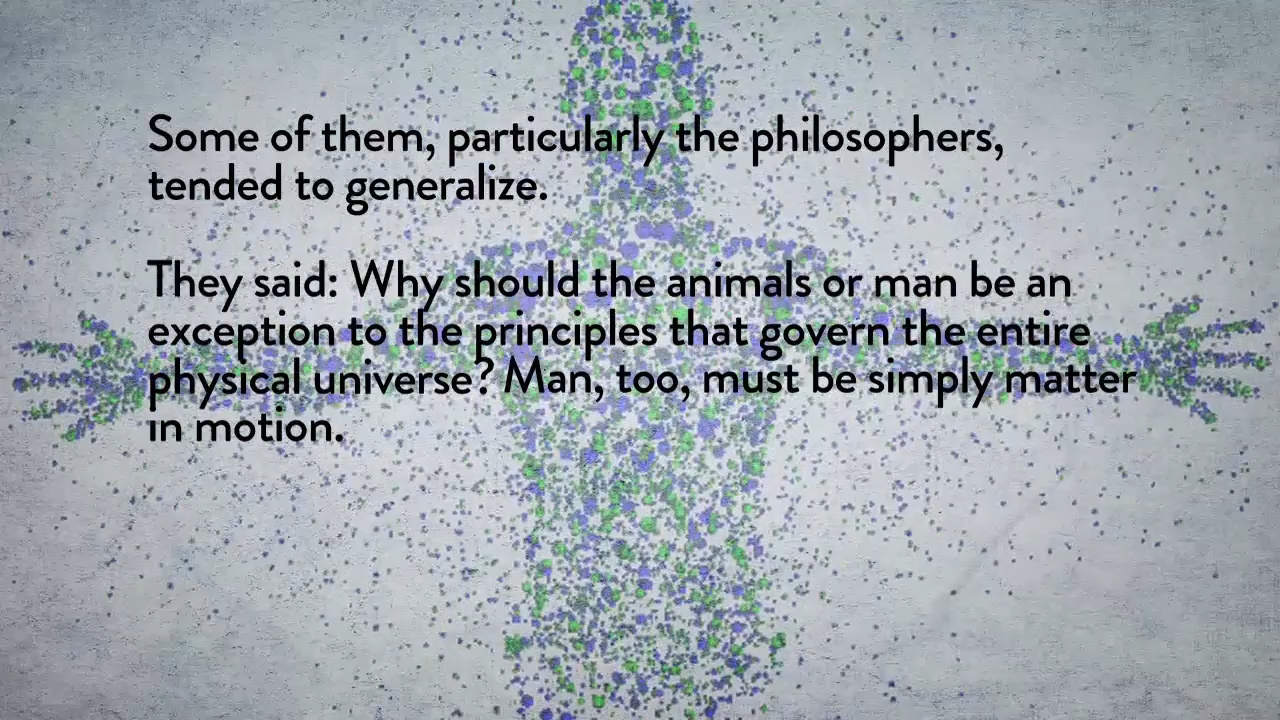 Some of them, particularly the philosophers,
tended to generalize.
They said: Why should the animals or man be an
exception to the principles that govern the entire
physical universe? Man, too, must be simply matter
in motion.